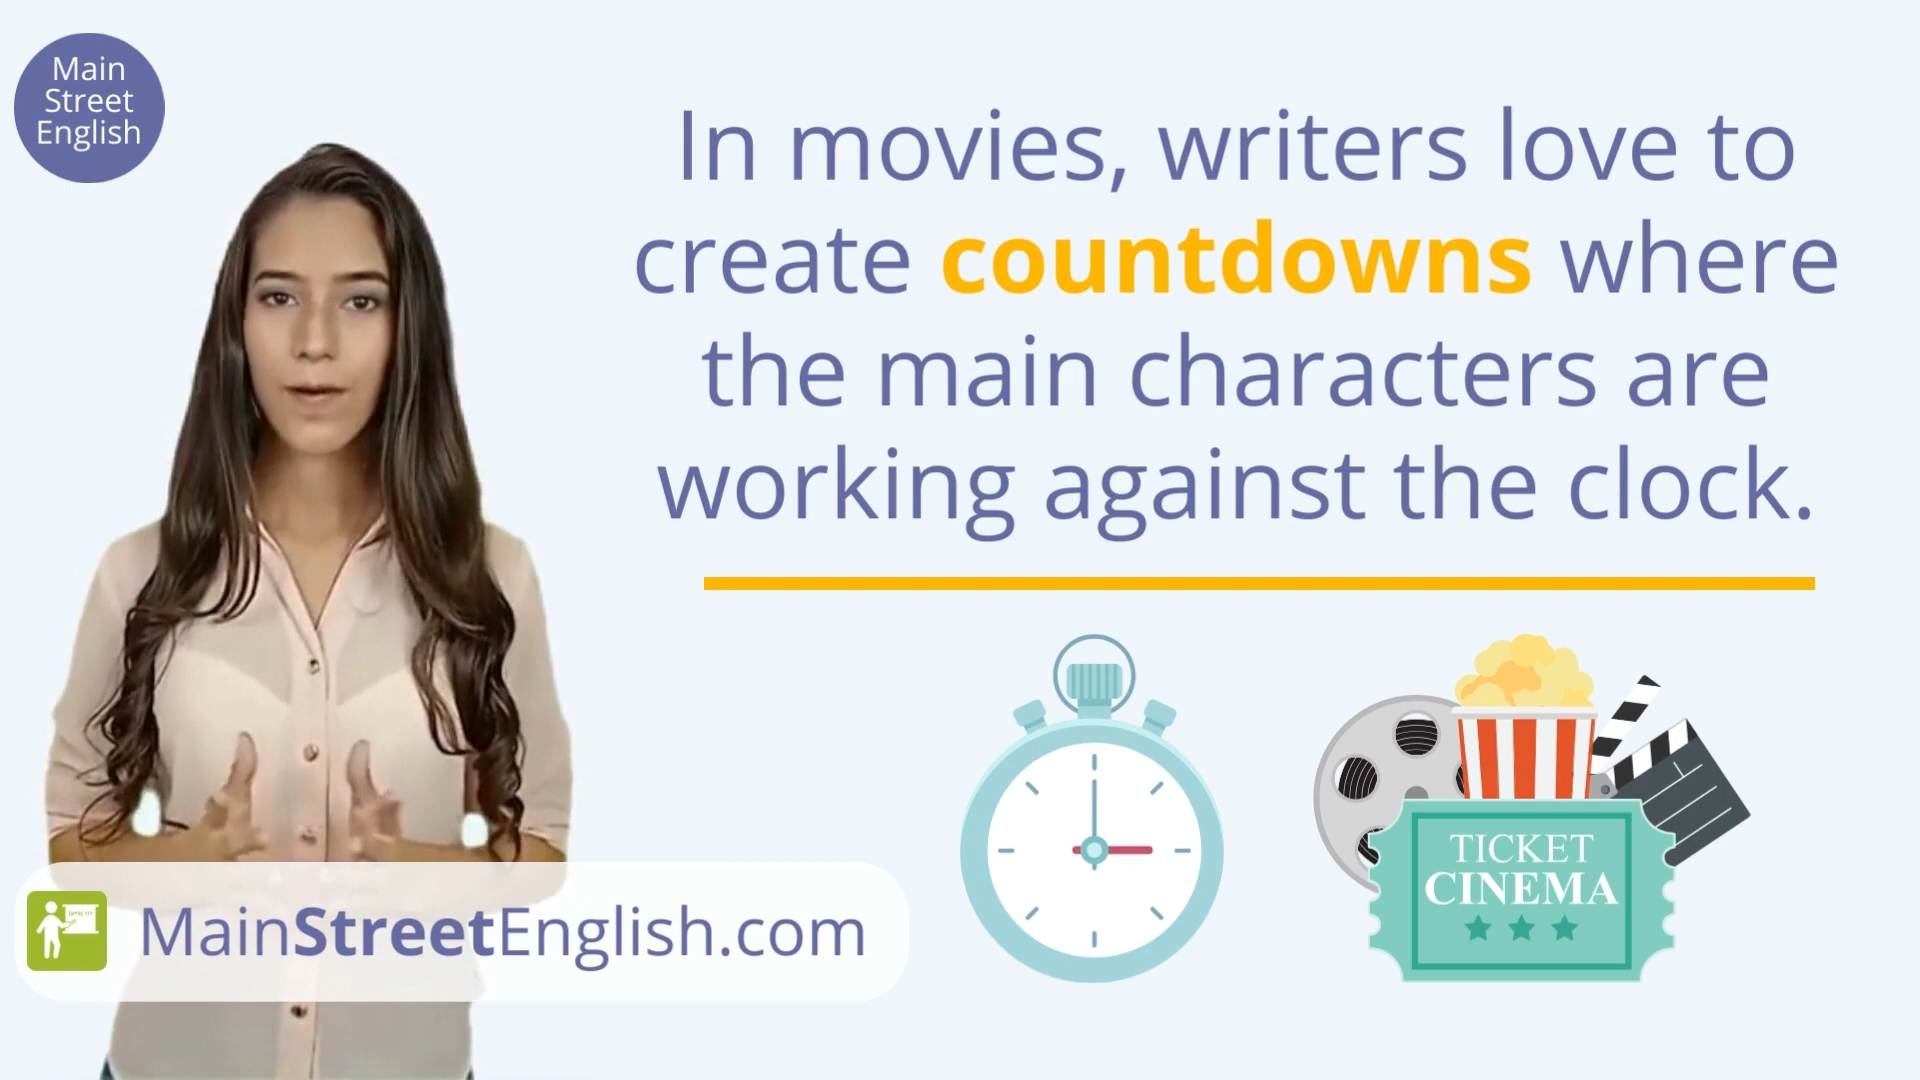 Main
Street
English
In movies, writers love to
create countdowns where
the main characters are
working against the clock.
TICKET
CINEMA
MainStreetEnglish.com